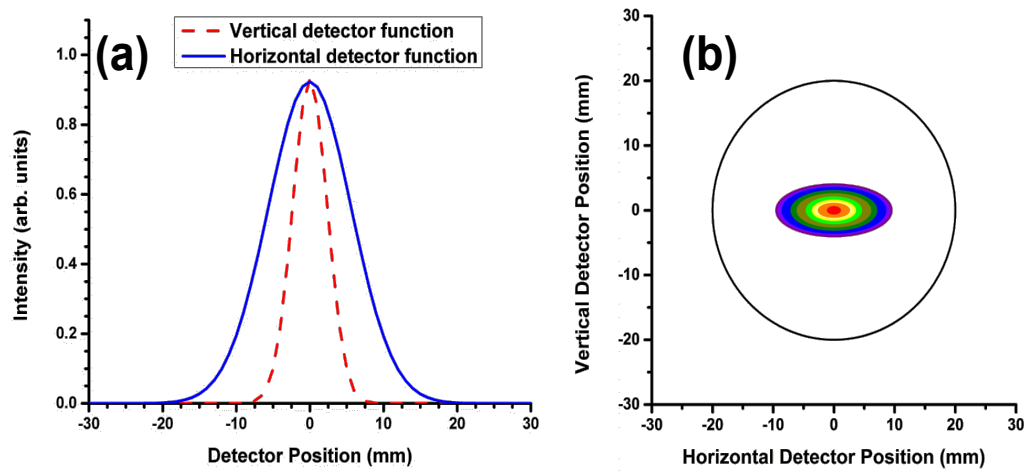 (a)
Vertical detector function
Horizontal detector function
Intensity (arb. units)
1.0
0.8
0.6
0.4
0.2
0.0
-30 -20 -10 0 10 20 30
Detector Position (mm)
(b)
Vertical Detector Position (mm)
30
20
10
0
-10
-20
-30
-30 -20 -10 0 10 20 30
Horizontal Detector Position (mm)